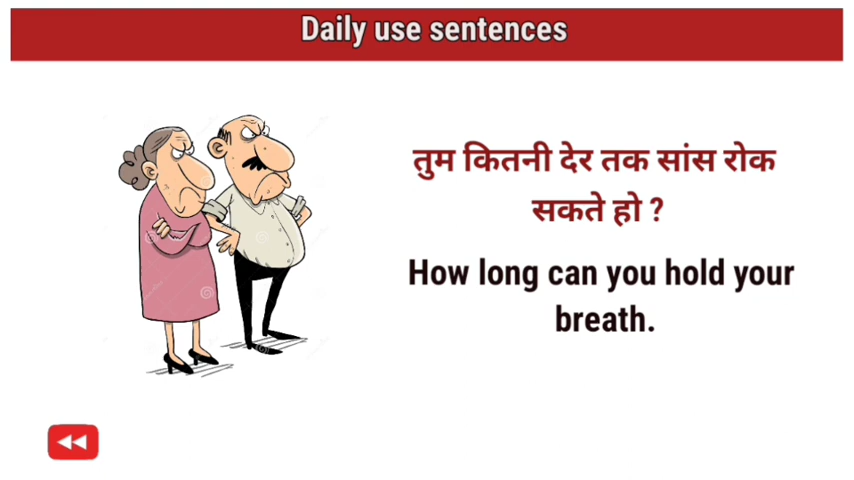 Daily use sentences
तुम कितनी देर तक सांस रोक
सकते हो ?
How long can you hold your
breath.